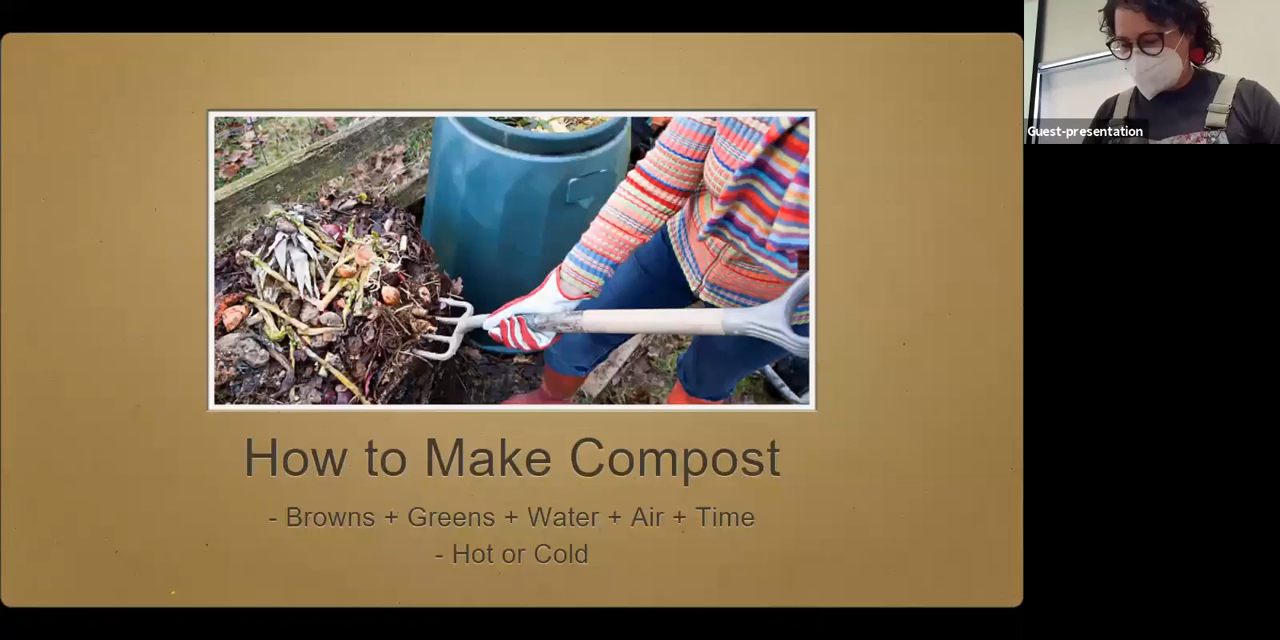 Guest-presentation
How to Make Compost
- Browns + Greens + Water + Air + Time
- Hot or Cold